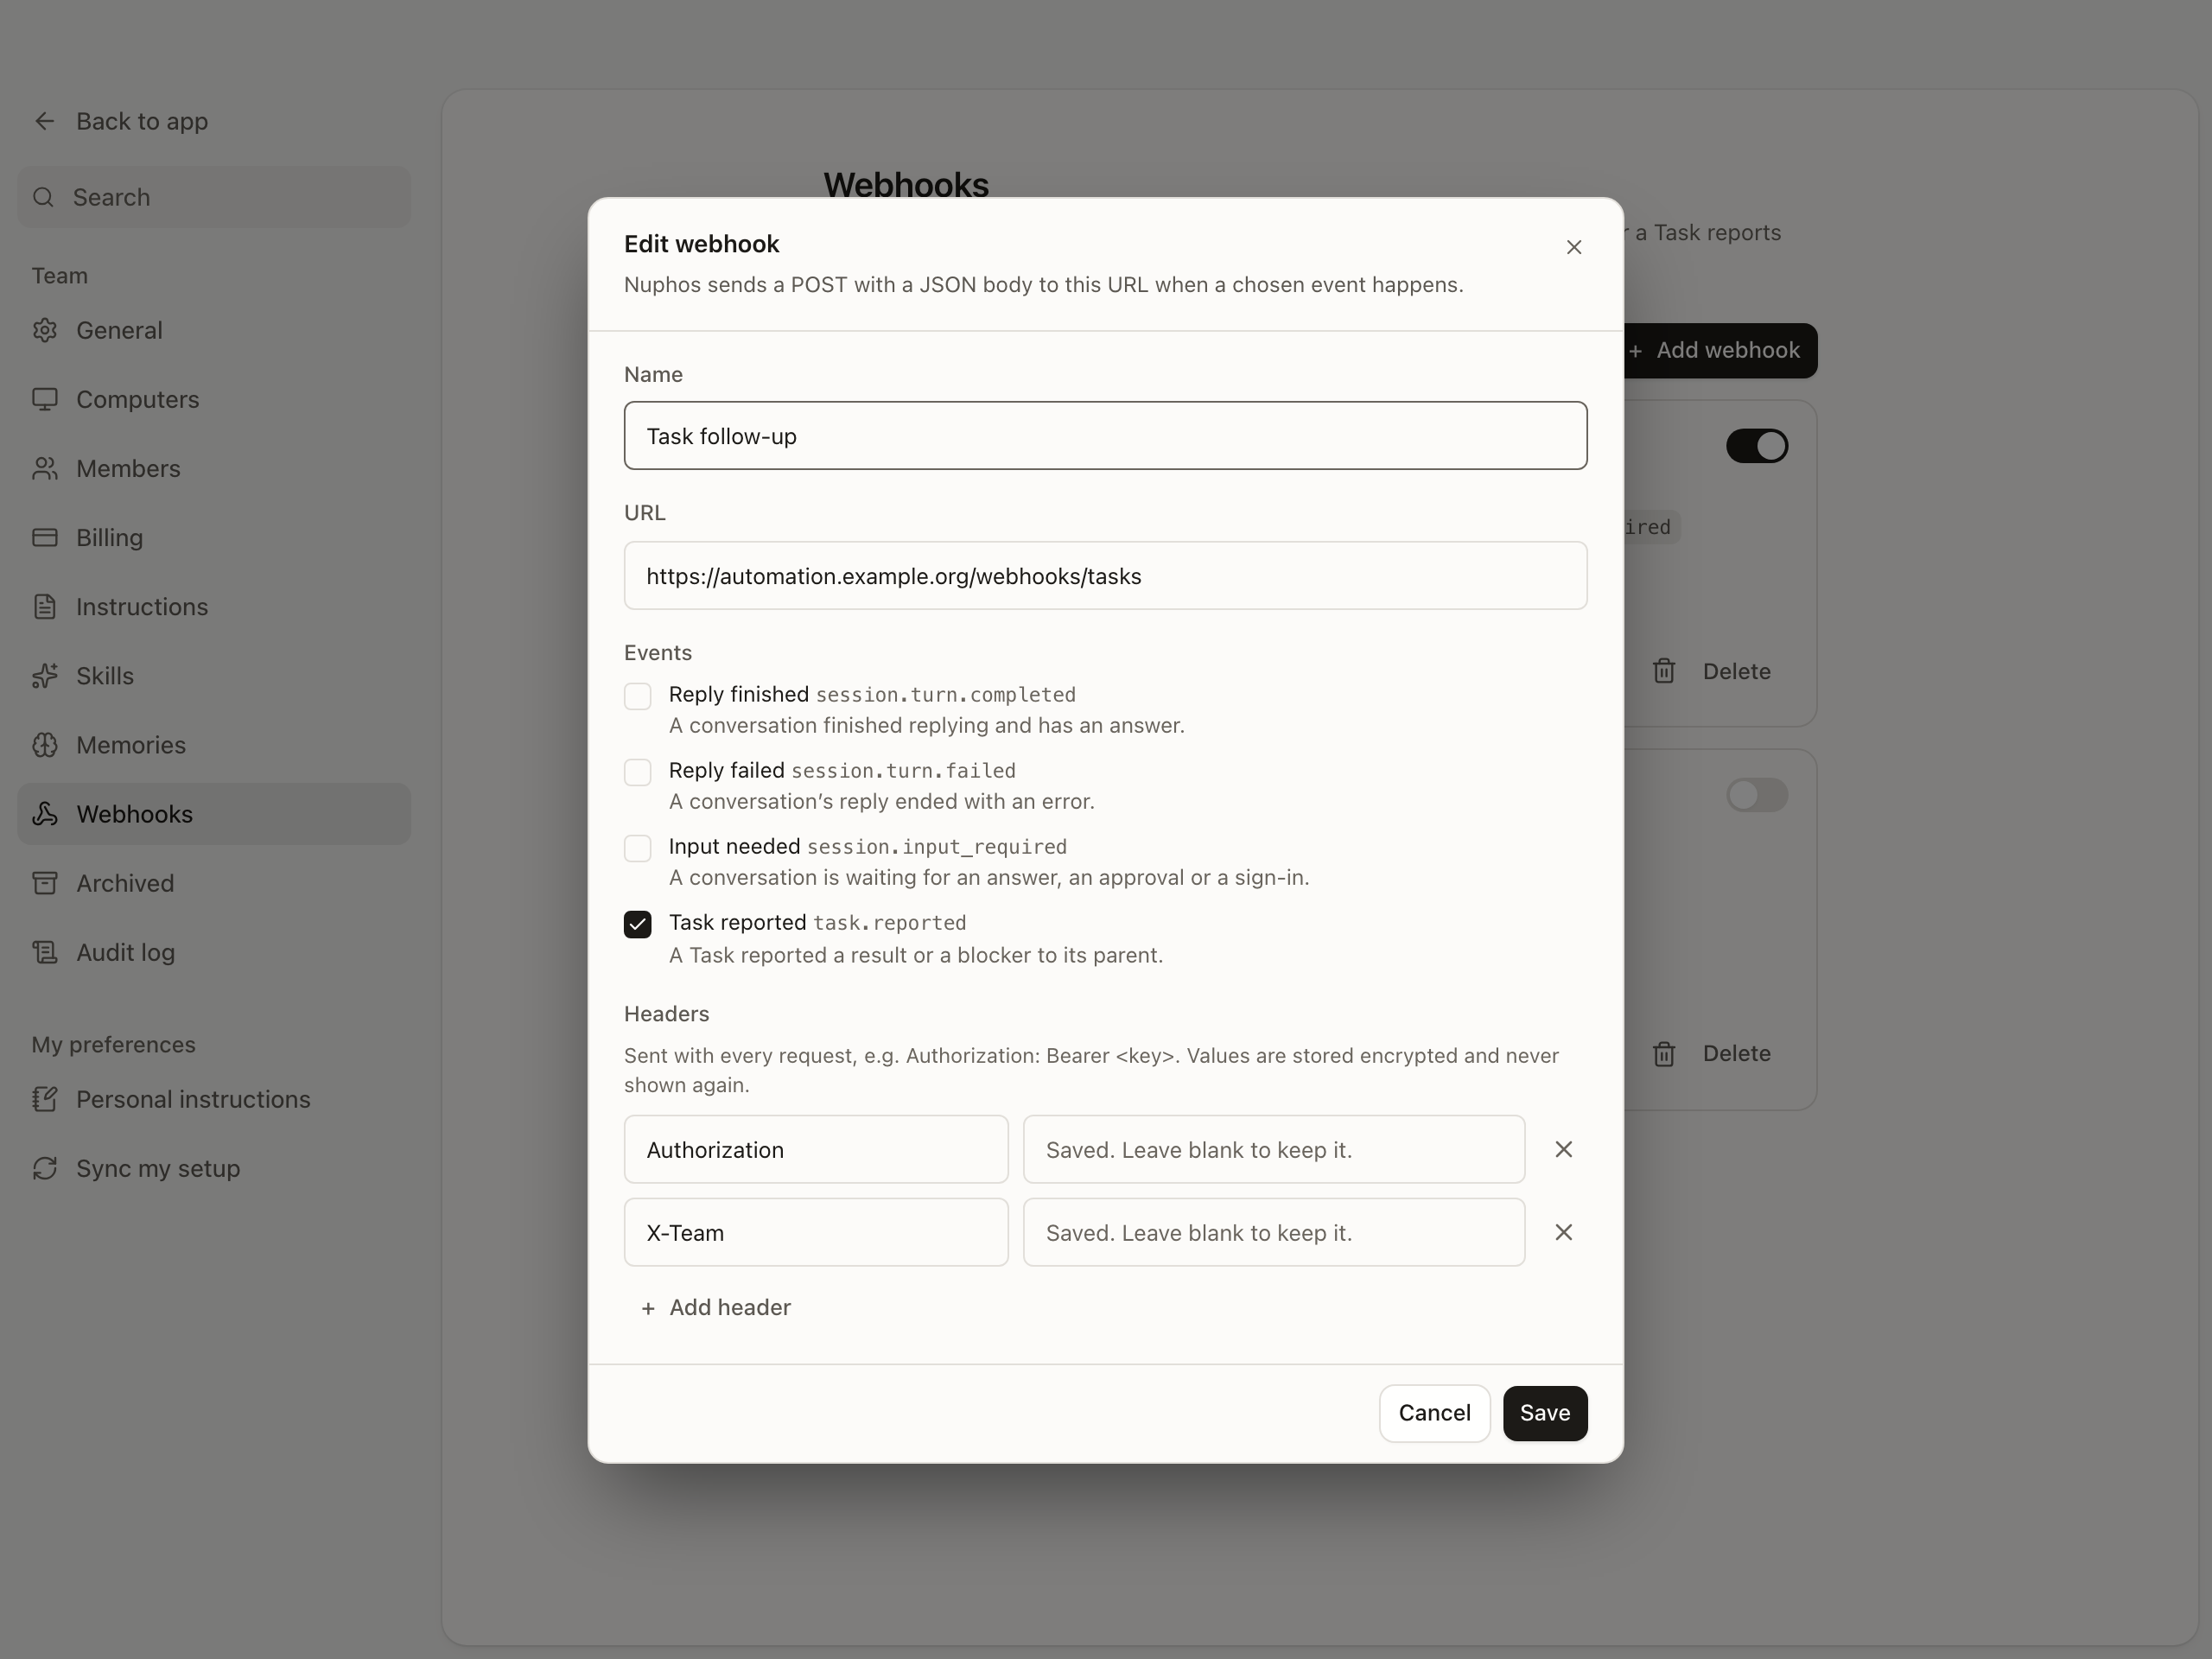 Back to app
Search
Team
General
Computers
Members
Billing
Instructions
Skills
Memories
Webhooks
Archived
Audit log
My preferences
Personal instructions
Sync my setup
Webhooks
a Task reports
+ Add webhook
Delete
Delete
Edit webhook
Nuphos sends a POST with a JSON body to this URL when a chosen event happens.
Name
Task follow-up
URL
https://automation.example.org/webhooks/tasks
Events
Reply finished session.turn.completed
A conversation finished replying and has an answer.
Reply failed session.turn.failed
A conversation’s reply ended with an error.
Input needed session.input_required
A conversation is waiting for an answer, an approval or a sign-in.
Task reported task.reported
A Task reported a result or a blocker to its parent.
Headers
Sent with every request, e.g. Authorization: Bearer <key>. Values are stored encrypted and never
shown again.
Authorization
Saved. Leave blank to keep it.
X-Team
Saved. Leave blank to keep it.
+ Add header
Cancel
Save